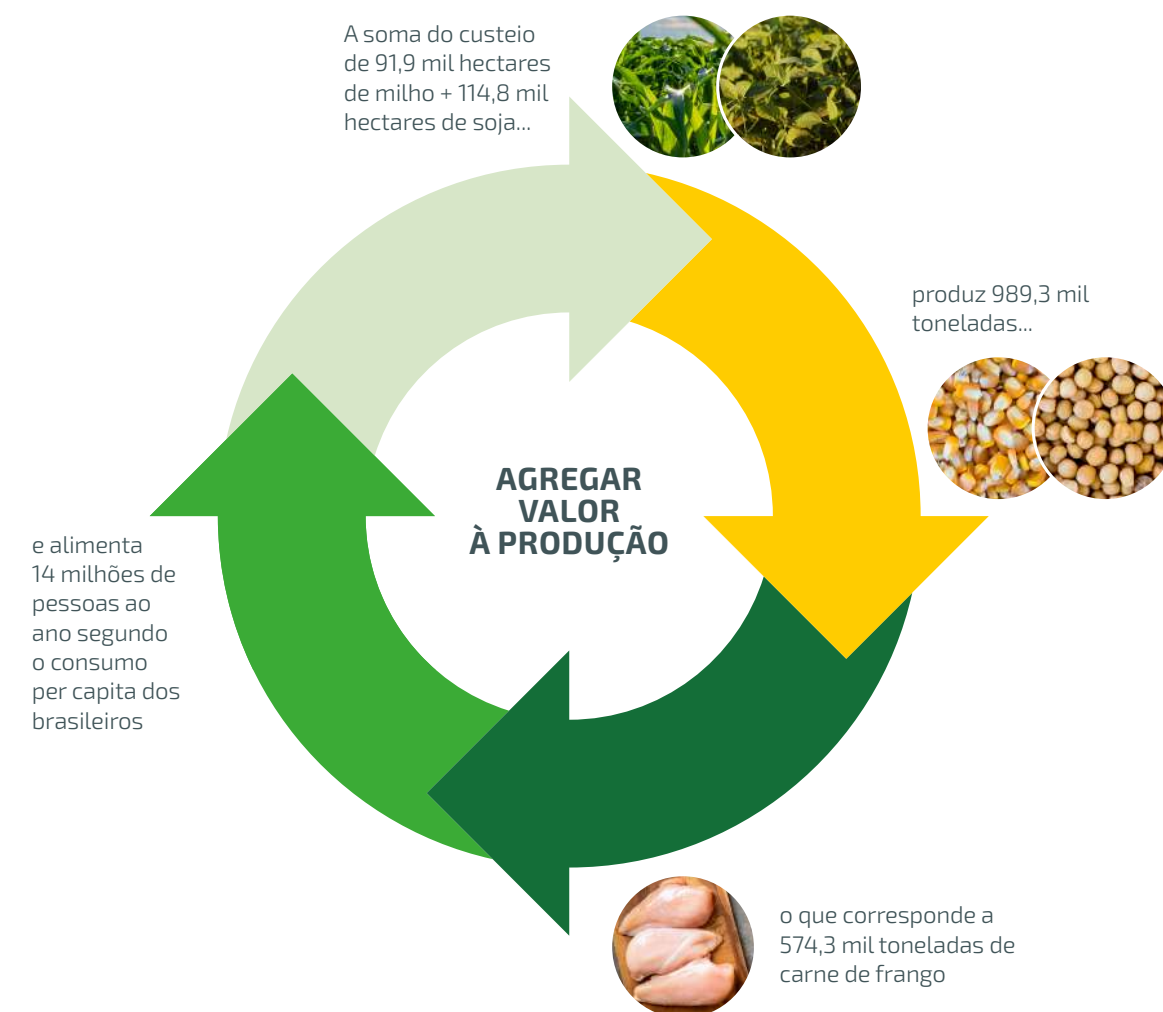 A soma do custeio
de 91,9 mil hectares
de milho + 114,8 mil
hectares de soja...
produz 989,3 mil
toneladas...
AGREGAR
VALOR
À PRODUÇÃO
e alimenta
14 milhões de
pessoas ao
ano segundo
o consumo
per capita dos
brasileiros
o que corresponde a
574,3 mil toneladas de
carne de frango